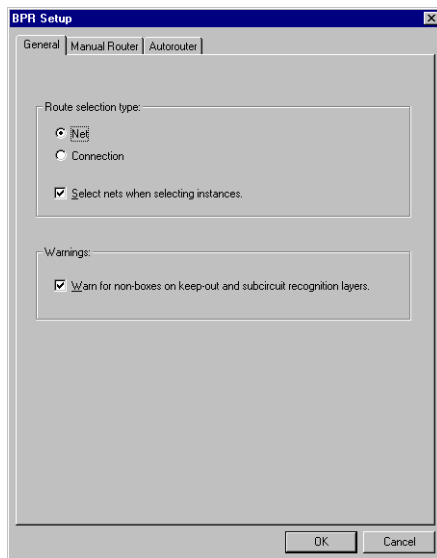 BPR Setup
General Manual Router Autorouter
Route selection type:
Net
Connection
Select nets when selecting instances.
Warnings:
Warn for non-boxes on keep-out and subcircuit recognition layers.
OK Cancel